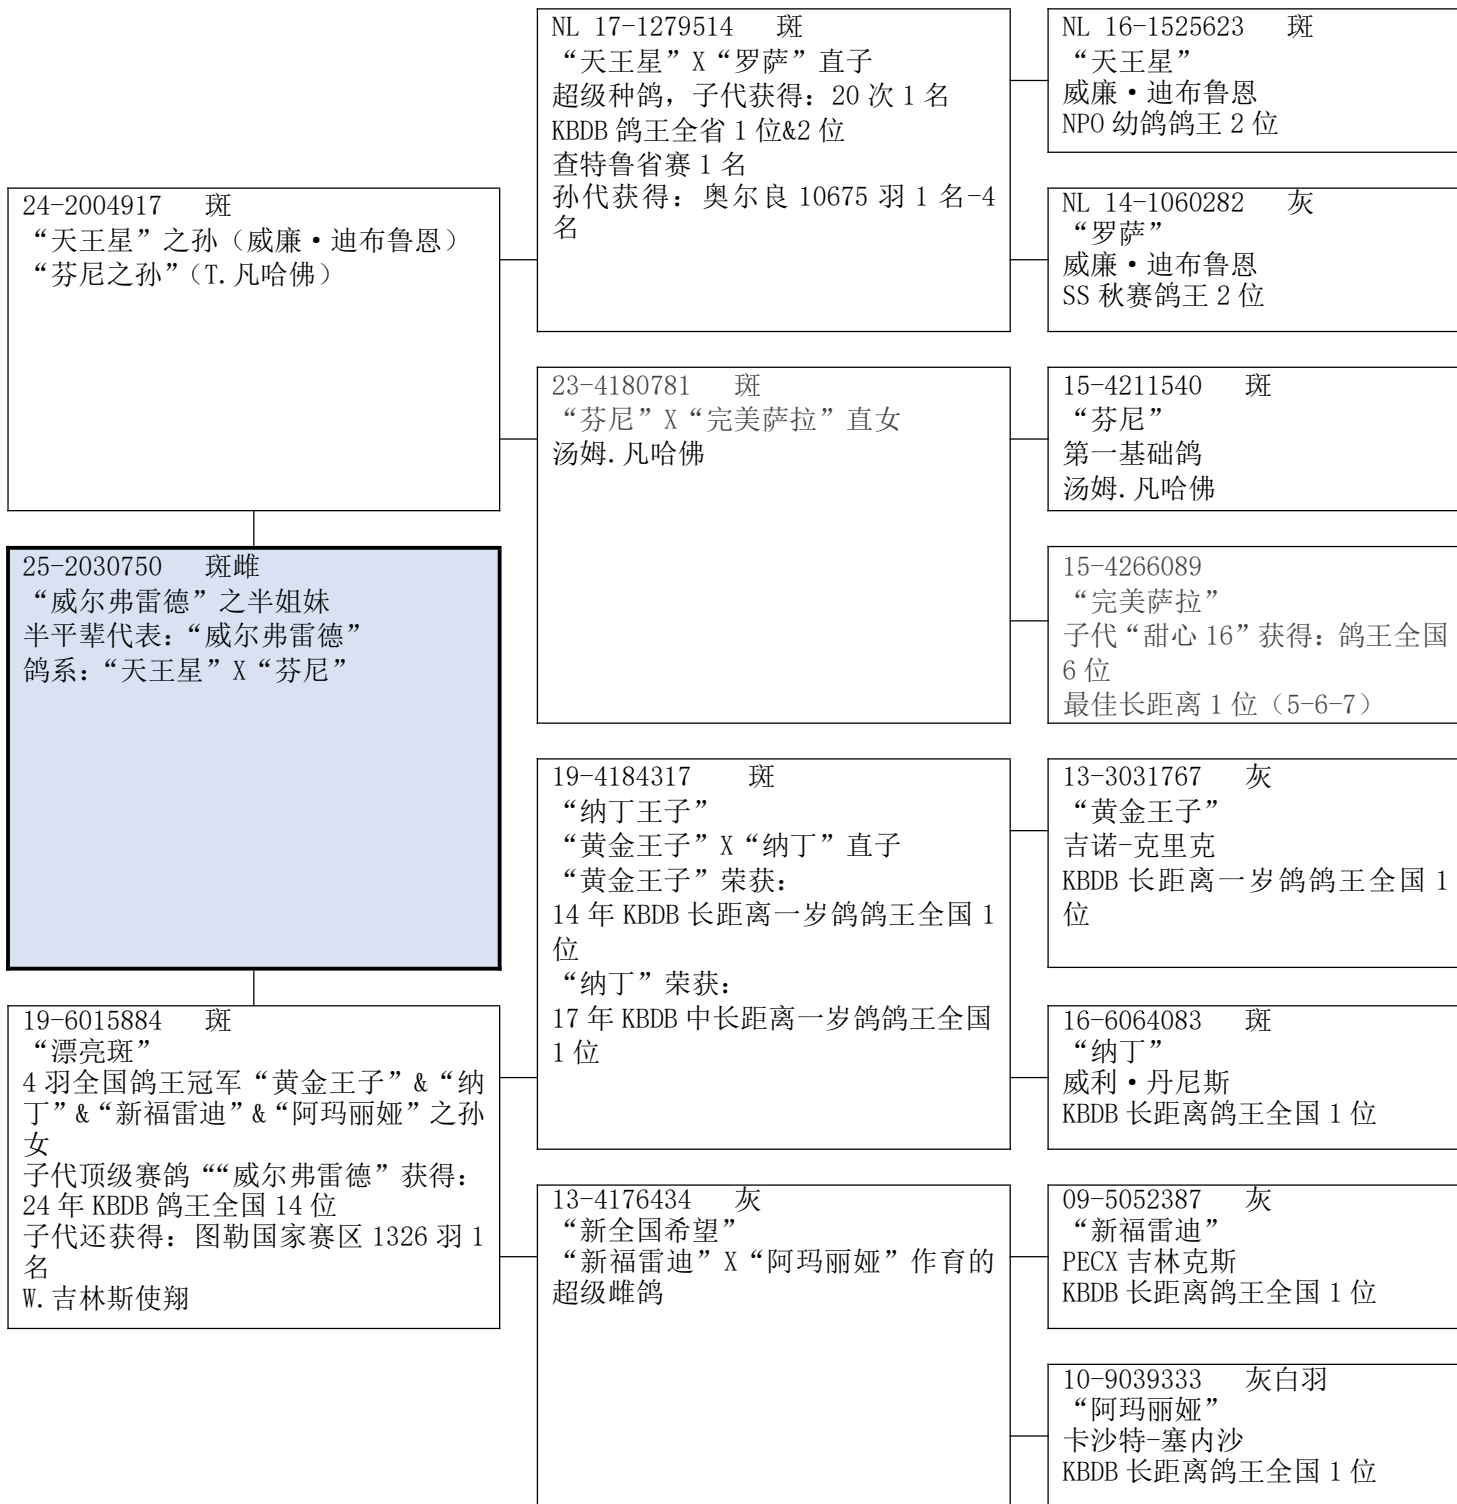 24-2004917 斑
“天王星”之孙（威廉·迪布鲁恩）
“芬尼之孙”（T.凡哈佛）
25-2030750 斑雌
“威尔弗雷德”之半姐妹
半平辈代表：“威尔弗雷德”
鸽系：“天王星”X“芬尼”
19-6015884 斑
“漂亮斑”
4 羽全国鸽王冠军“黄金王子”&“纳
丁”&“新福雷迪”&“阿玛丽娅”之孙
女
子代顶级赛鸽““威尔弗雷德”获得：
24 年 KBDB 鸽王全国 14 位
子代还获得：图勒国家赛区 1326 羽 1
名
W.吉林斯使翔
NL 17-1279514 斑
“天王星”X“罗萨”直子
超级种鸽，子代获得：20 次 1 名
KBDB 鸽王全省 1 位&2 位
查特鲁省赛 1 名
孙代获得：奥尔良 10675 羽 1 名-4
名
23-4180781 斑
“芬尼”X“完美萨拉”直女
汤姆.凡哈佛
19-4184317 斑
“纳丁王子”
“黄金王子”X“纳丁”直子
“黄金王子”荣获：
14 年 KBDB 长距离一岁鸽鸽王全国 1
位
“纳丁”荣获：
17 年 KBDB 中长距离一岁鸽鸽王全国
1 位
13-4176434 灰
“新全国希望”
“新福雷迪”X“阿玛丽娅”作育的
超级雌鸽
NL 16-1525623 斑
“天王星”
威廉·迪布鲁恩
NPO 幼鸽鸽王 2 位
NL 14-1060282 灰
“罗萨”
威廉·迪布鲁恩
SS 秋赛鸽王 2 位
15-4211540 斑
“芬尼”
第一基础鸽
汤姆.凡哈佛
15-4266089
“完美萨拉”
子代“甜心 16”获得：鸽王全国
6 位
最佳长距离 1 位（5-6-7）
13-3031767 灰
“黄金王子”
吉诺-克里克
KBDB 长距离一岁鸽鸽王全国 1
位
16-6064083 斑
“纳丁”
威利·丹尼斯
KBDB 长距离鸽王全国 1 位
09-5052387 灰
“新福雷迪”
PECX 吉林克斯
KBDB 长距离鸽王全国 1 位
10-9039333 灰白羽
“阿玛丽娅”
卡沙特-塞内沙
KBDB 长距离鸽王全国 1 位